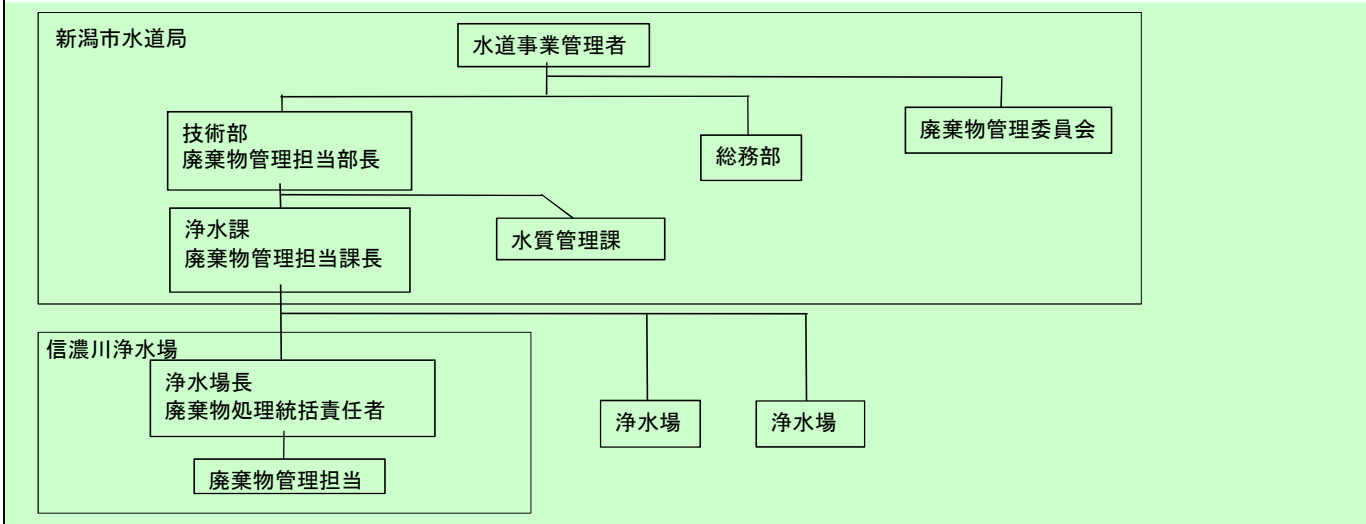 新潟市水道局
水道事業管理者
技術部
廃棄物管理担当部長
総務部
廃棄物管理委員会
浄水課
廃棄物管理担当課長
水質管理課
信濃川浄水場
浄水場長
廃棄物処理統括責任者
浄水場
浄水場
廃棄物管理担当